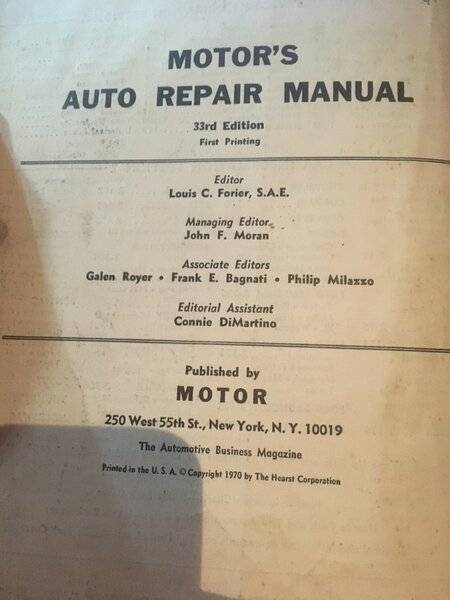 MOTOR'S
AUTO REPAIR MANUAL
33rd Edition
First Printing
Editor
Louis C. Forier, S.A.E.
Managing Editor
John F. Moran
Associate Editors
Galen Royer • Frank E. Bagnati • Philip Milazzo
Editorial Assistant
Connie DiMartino
Published by
MOTOR
250 West 55th St., New York, N. Y. 10019
The Automotive Business Magazine
Printed in the U. S. A. © Copyright 1970 by The Hearst Corporation